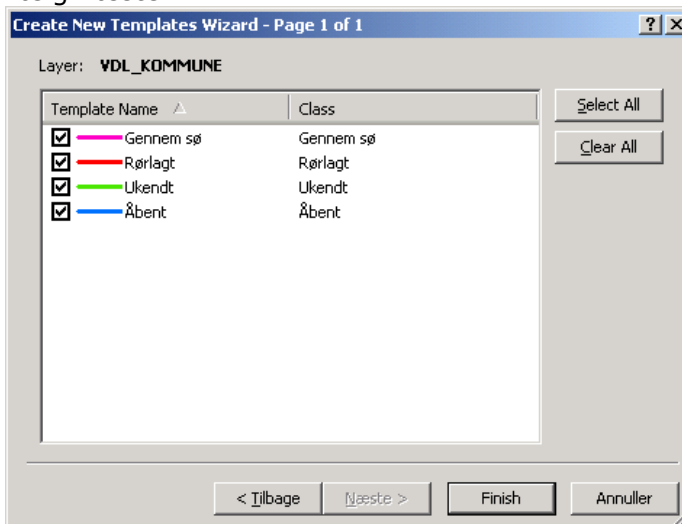 Create New Templates Wizard - Page 1 of 1
Layer: VDL_KOMMUNE
Template Name Class
Select All
Clear All
Gennem sø Gennem sø
Rørlagt Rørlagt
Ukendt Ukendt
Åbent Åbent
< Tilbage Næste > Finish Annuller